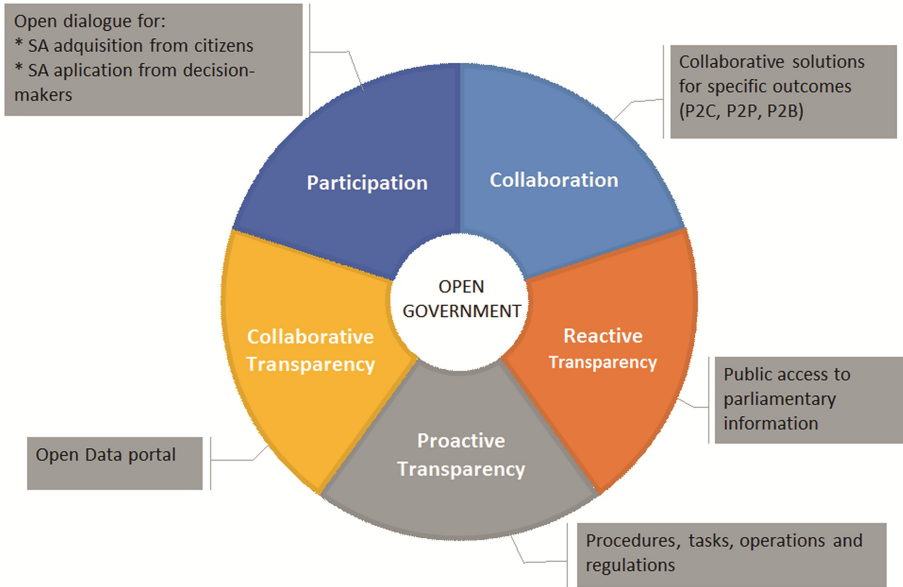 Open dialogue for:
* SA adquisition from citizens
* SA aplication from decision-
makers
Collaborative solutions
for specific outcomes
(P2C, P2P, P2B)
Participation
Collaboration
OPEN
GOVERNMENT
Collaborative
Transparency
Reactive
Transparency
Public access to
parliamentary
information
Proactive
Transparency
Open Data portal
Procedures, tasks, operations and
regulations